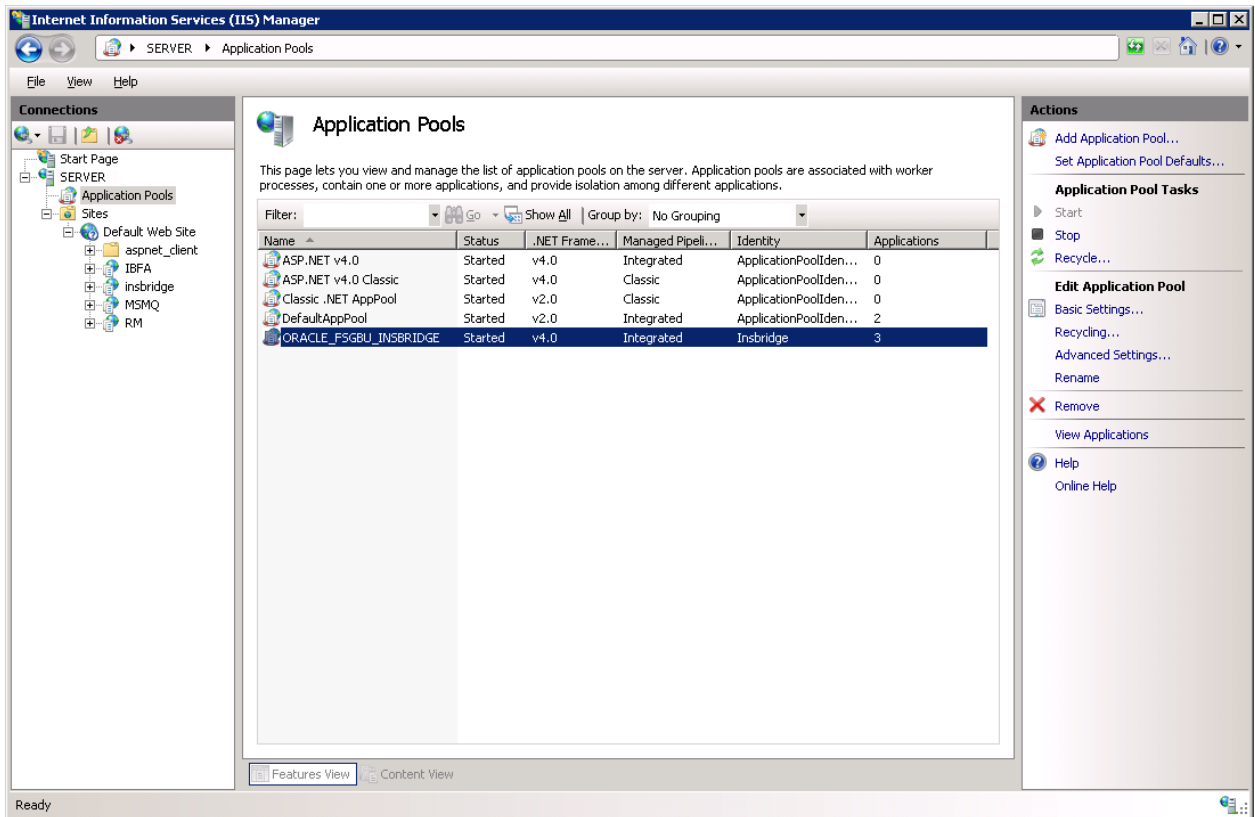 Internet Information Services (IIS) Manager
SERVER Application Pools
File View Help
Connections
Start Page
SERVER
Application Pools
Sites
Default Web Site
aspnet_client
IBFA
insbridge
MSMQ
RM
Application Pools
This page lets you view and manage the list of application pools on the server. Application pools are associated with worker
processes, contain one or more applications, and provide isolation among different applications.
Filter: Go Show All Group by: No Grouping
Name Status .NET Frame... Managed Pipeli... Identity Applications
ASP.NET v4.0 Started v4.0 Integrated ApplicationPoolIden... 0
ASP.NET v4.0 Classic Started v4.0 Classic ApplicationPoolIden... 0
Classic .NET AppPool Started v2.0 Classic ApplicationPoolIden... 0
DefaultAppPool Started v2.0 Integrated ApplicationPoolIden... 2
ORACLE_FSGBU_INSBRIDGE Started v4.0 Integrated Insbridge 3
Features View Content View
Actions
Add Application Pool...
Set Application Pool Defaults...
Application Pool Tasks
Start
Stop
Recycle...
Edit Application Pool
Basic Settings...
Recycling...
Advanced Settings...
Rename
Remove
View Applications
Help
Online Help
Ready